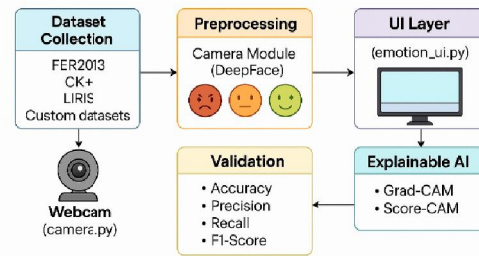 Dataset
Collection
FER2013
CK+
LIRIS
Custom datasets
Preprocessing
Camera Module
(DeepFace)
UI Layer
(emotion_ui.py)
Webcam
(camera.py)
Validation
• Accuracy
• Precision
• Recall
• F1-Score
Explainable AI
• Grad-CAM
• Score-CAM